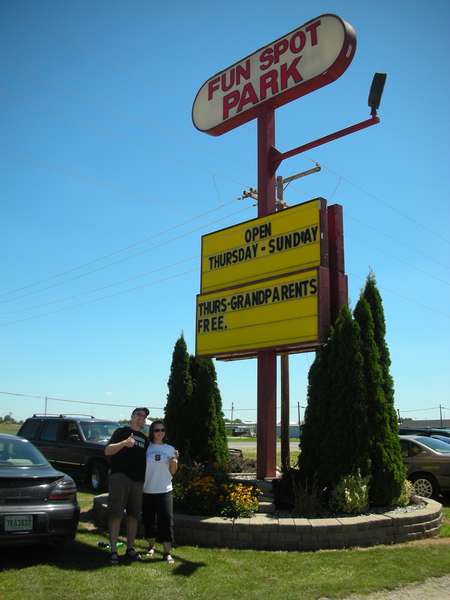 FUN SPOT
PARK
OPEN
THURSDAY - SUNDAY
THURS-GRANDPARENTS
FREE.